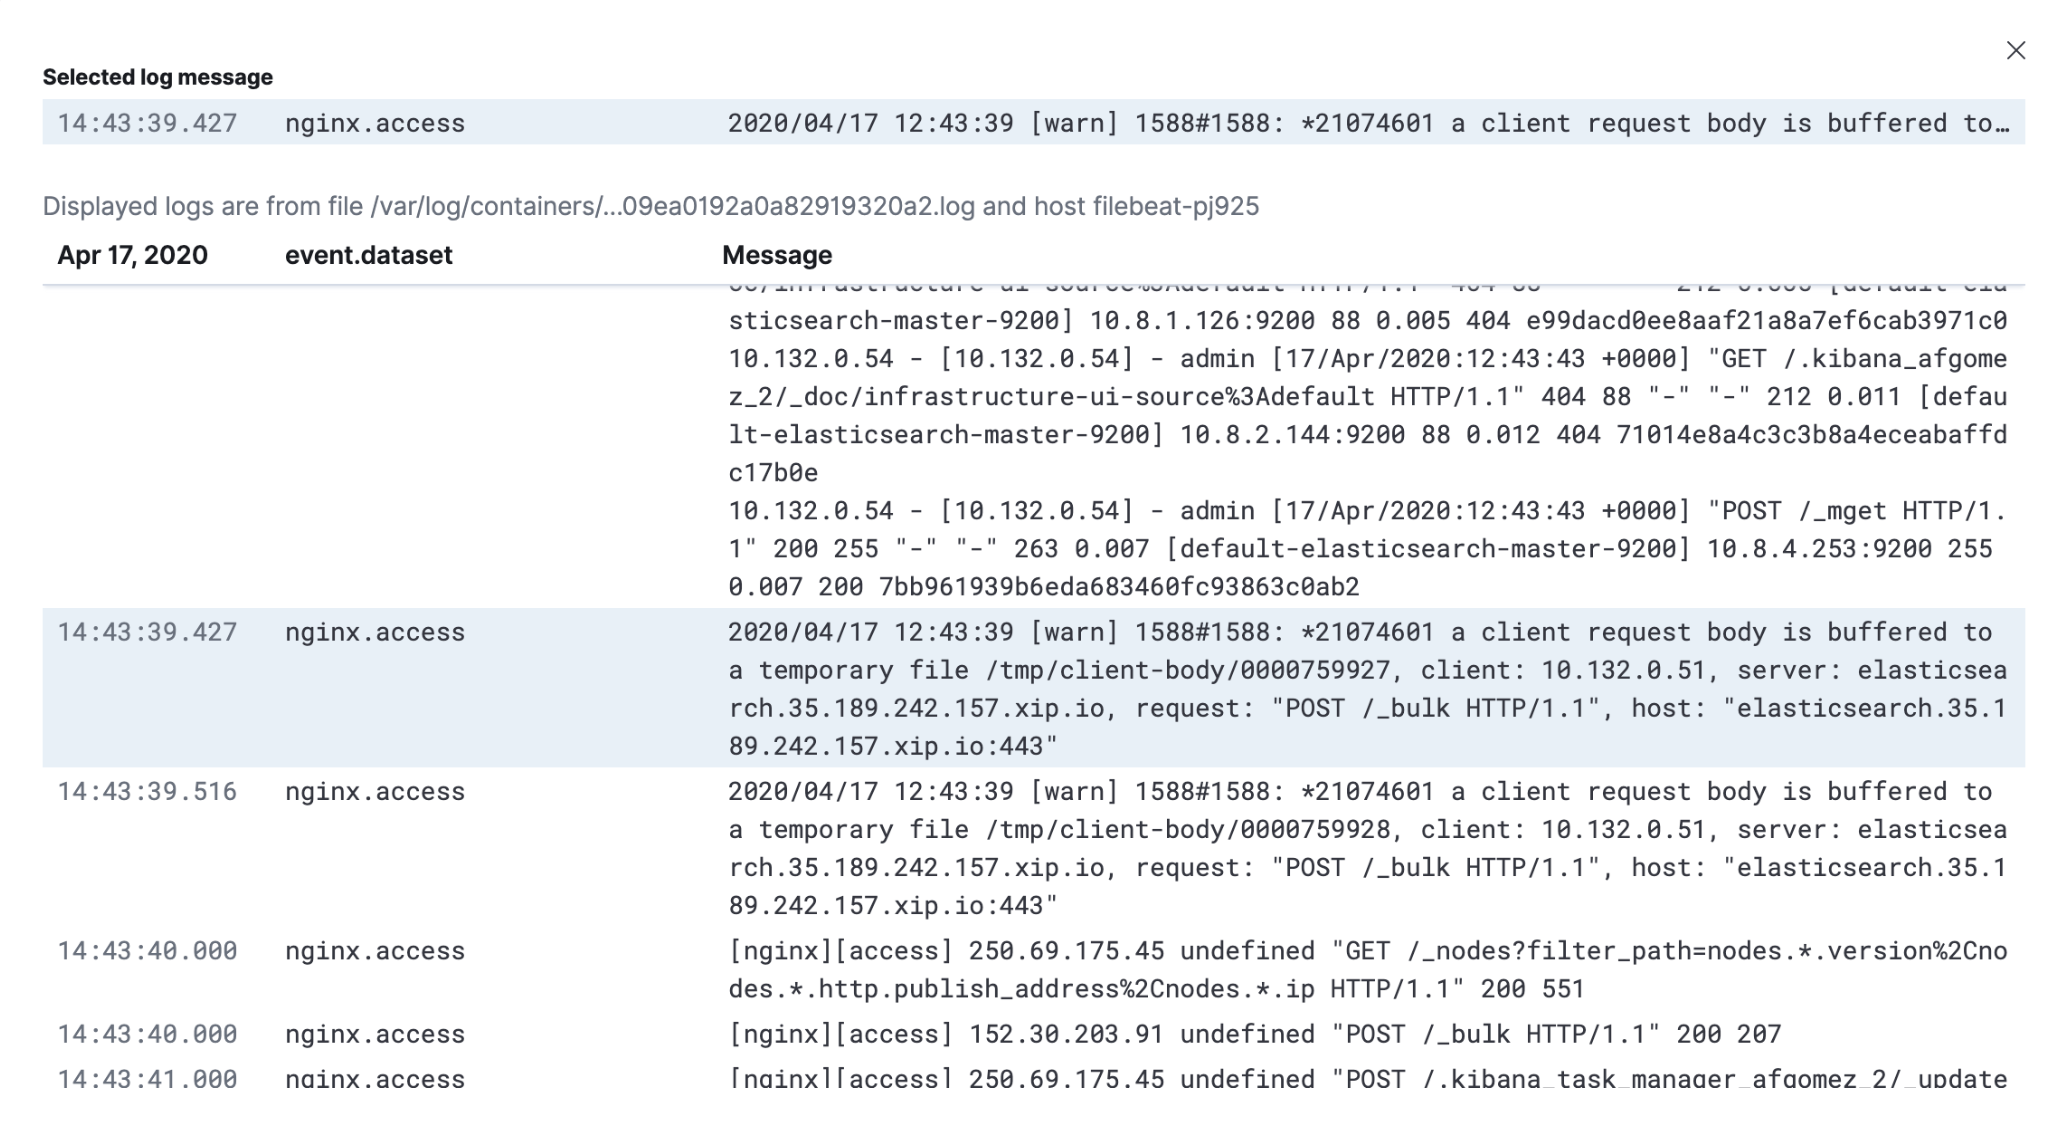 Selected log message
14:43:39.427 nginx.access 2020/04/17 12:43:39 [warn] 1588#1588: *21074601 a client request body is buffered to…
Displayed logs are from file /var/log/containers/...09ea0192a0a82919320a2.log and host filebeat-pj925
Apr 17, 2020 event.dataset Message
sticsearch-master-9200] 10.8.1.126:9200 88 0.005 404 e99dacd0ee8aaf21a8a7ef6cab3971c0
10.132.0.54 - [10.132.0.54] - admin [17/Apr/2020:12:43:43 +0000] "GET /.kibana_afgome
z_2/_doc/infrastructure-ui-source%3Adefault HTTP/1.1" 404 88 "-" "-" 212 0.011 [defau
lt-elasticsearch-master-9200] 10.8.2.144:9200 88 0.012 404 71014e8a4c3c3b8a4eceabaffd
c17b0e
10.132.0.54 - [10.132.0.54] - admin [17/Apr/2020:12:43:43 +0000] "POST /_mget HTTP/1.
1" 200 255 "-" "-" 263 0.007 [default-elasticsearch-master-9200] 10.8.4.253:9200 255
0.007 200 7bb961939b6eda683460fc93863c0ab2
14:43:39.427 nginx.access 2020/04/17 12:43:39 [warn] 1588#1588: *21074601 a client request body is buffered to
a temporary file /tmp/client-body/0000759927, client: 10.132.0.51, server: elasticsea
rch.35.189.242.157.xip.io, request: "POST /_bulk HTTP/1.1", host: "elasticsearch.35.1
89.242.157.xip.io:443"
14:43:39.516 nginx.access 2020/04/17 12:43:39 [warn] 1588#1588: *21074601 a client request body is buffered to
a temporary file /tmp/client-body/0000759928, client: 10.132.0.51, server: elasticsea
rch.35.189.242.157.xip.io, request: "POST /_bulk HTTP/1.1", host: "elasticsearch.35.1
89.242.157.xip.io:443"
14:43:40.000 nginx.access [nginx][access] 250.69.175.45 undefined "GET /_nodes?filter_path=nodes.*.version%2Cno
des.*.http.publish_address%2Cnodes.*.ip HTTP/1.1" 200 551
14:43:40.000 nginx.access [nginx][access] 152.30.203.91 undefined "POST /_bulk HTTP/1.1" 200 207
14:43:41.000 nginx.access [nginx][access] 250.69.175.45 undefined "POST /.kibana_task_manager_afgomez_2/_update